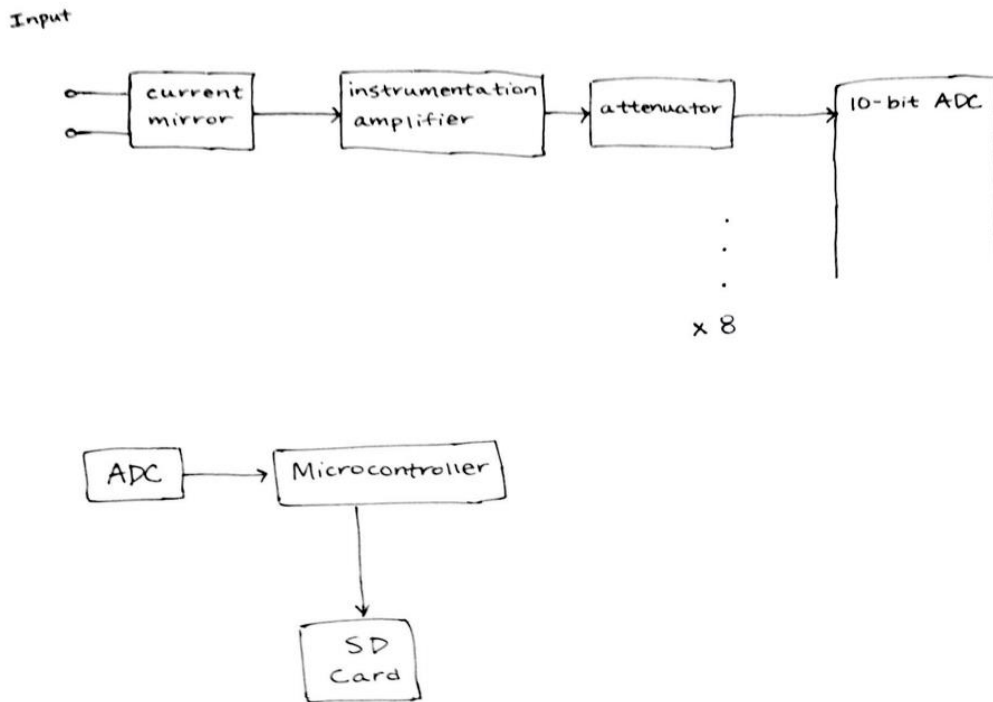 Input
current
mirror
instrumentation
amplifier
attenuator
10-bit ADC
x 8
ADC
Microcontroller
SD
Card